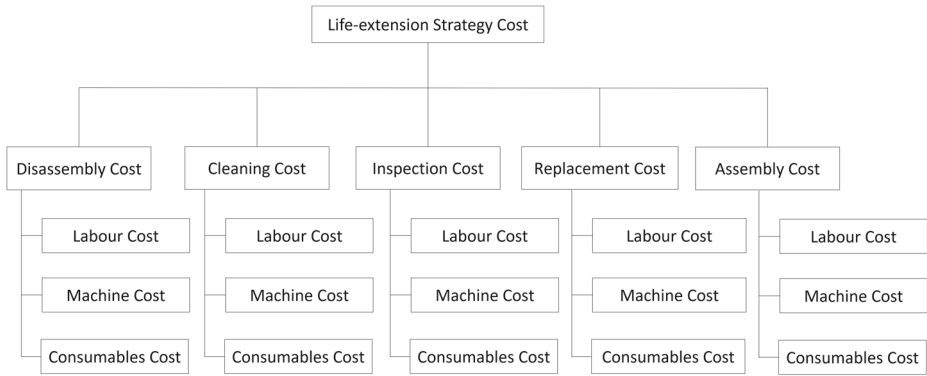 Life-extension Strategy Cost
Disassembly Cost
Cleaning Cost
Inspection Cost
Replacement Cost
Assembly Cost
Labour Cost
Labour Cost
Labour Cost
Labour Cost
Labour Cost
Machine Cost
Machine Cost
Machine Cost
Machine Cost
Machine Cost
Consumables Cost
Consumables Cost
Consumables Cost
Consumables Cost
Consumables Cost